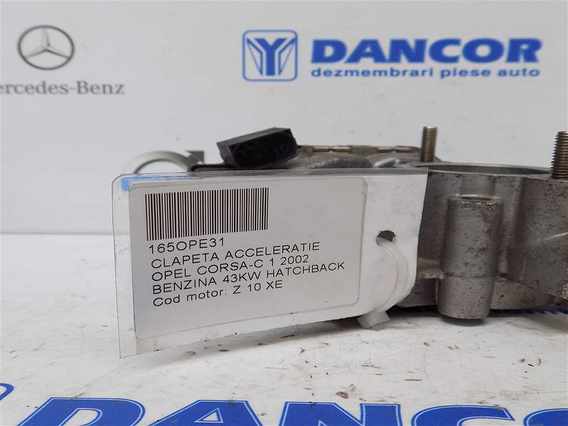 DANCOR
dezmembrari piese auto
ercedes-Benz
165OPE31
CLAPETA ACCELERATIE
OPEL CORSA-C 1 2002
BENZINA 43KW HATCHBACK
Cod motor: Z 10 XE